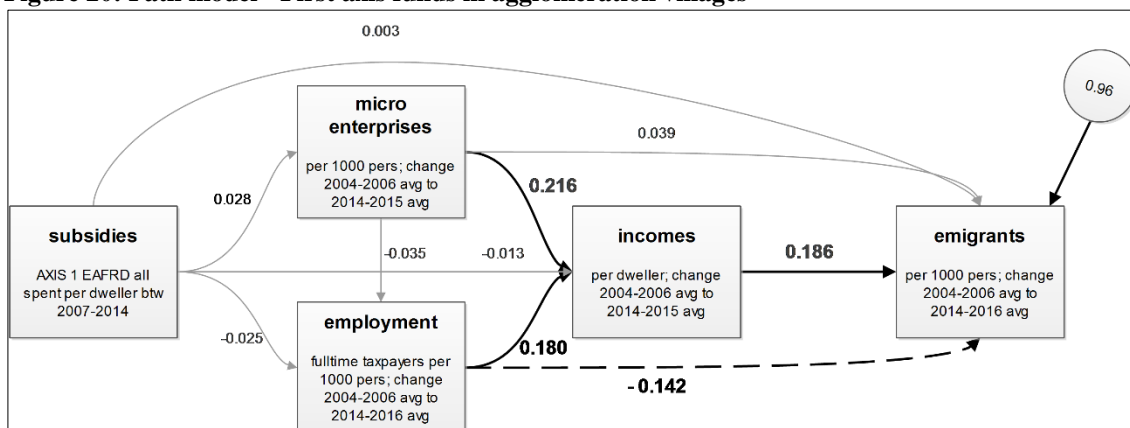 Figure Path model - First axis funds in agglomeration villages
0.003
0.96
micro
enterprises
per 1000 pers; change
2004-2006 avg to
2014-2015 avg
0.039
0.028
0.216
subsidies
AXIS 1 EAFRD all
spent per dweller btw
2007-2014
-0.035
-0.013
incomes
per dweller; change
2004-2006 avg to
2014-2015 avg
0.186
emigrants
per 1000 pers; change
2004-2006 avg to
2014-2016 avg
-0.025
employment
fulltime taxpayers per
1000 pers; change
2004-2006 avg to
2014-2016 avg
0.180
- 0.142